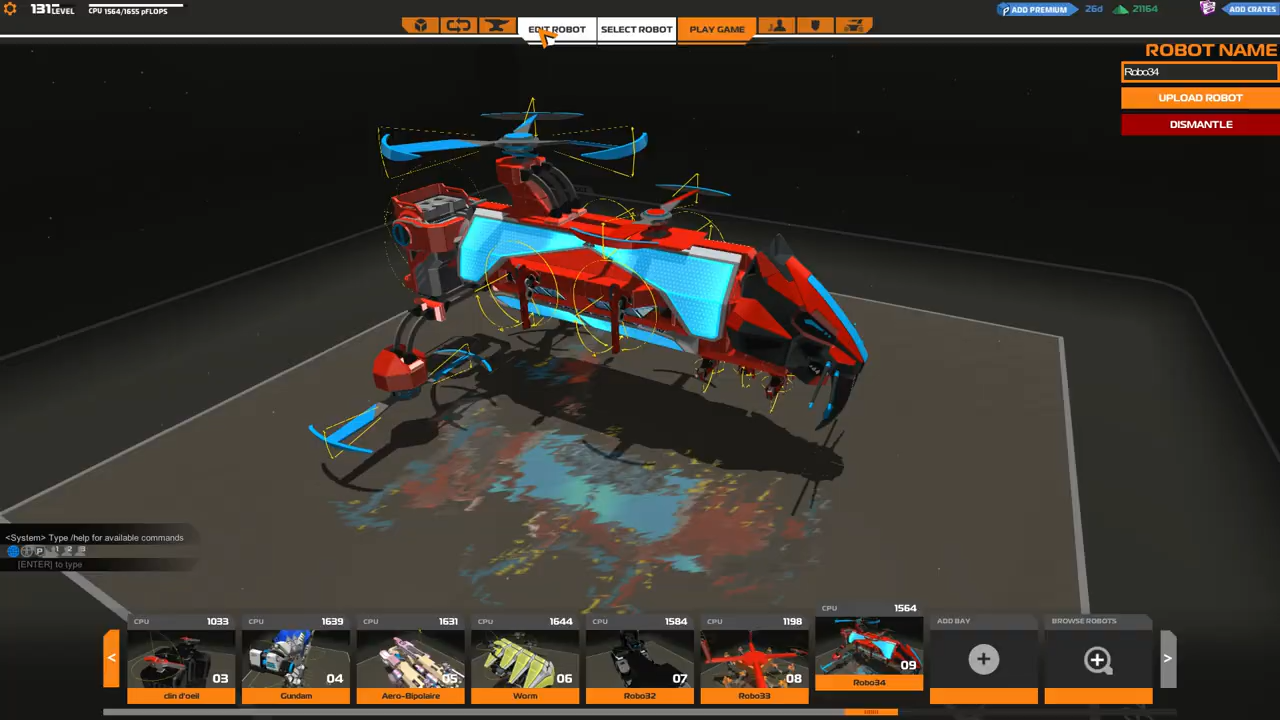 131 LEVEL
CPU 1564/1655 pFLOPS
EDIT ROBOT
SELECT ROBOT
PLAY GAME
ADD PREMIUM
26d
21164
ADD CRATES
ROBOT NAME
Robo34
UPLOAD ROBOT
DISMANTLE
<System> Type /help for available commands
P
[ENTER] to type
CPU 1033
03
clin d'oeil
CPU 1639
04
Gundam
CPU 1631
05
Aero-Bipolaire
CPU 1644
06
Worm
CPU 1584
07
Robo32
CPU 1198
08
Robo33
CPU 1564
09
Robo34
ADD BAY
BROWSE ROBOTS